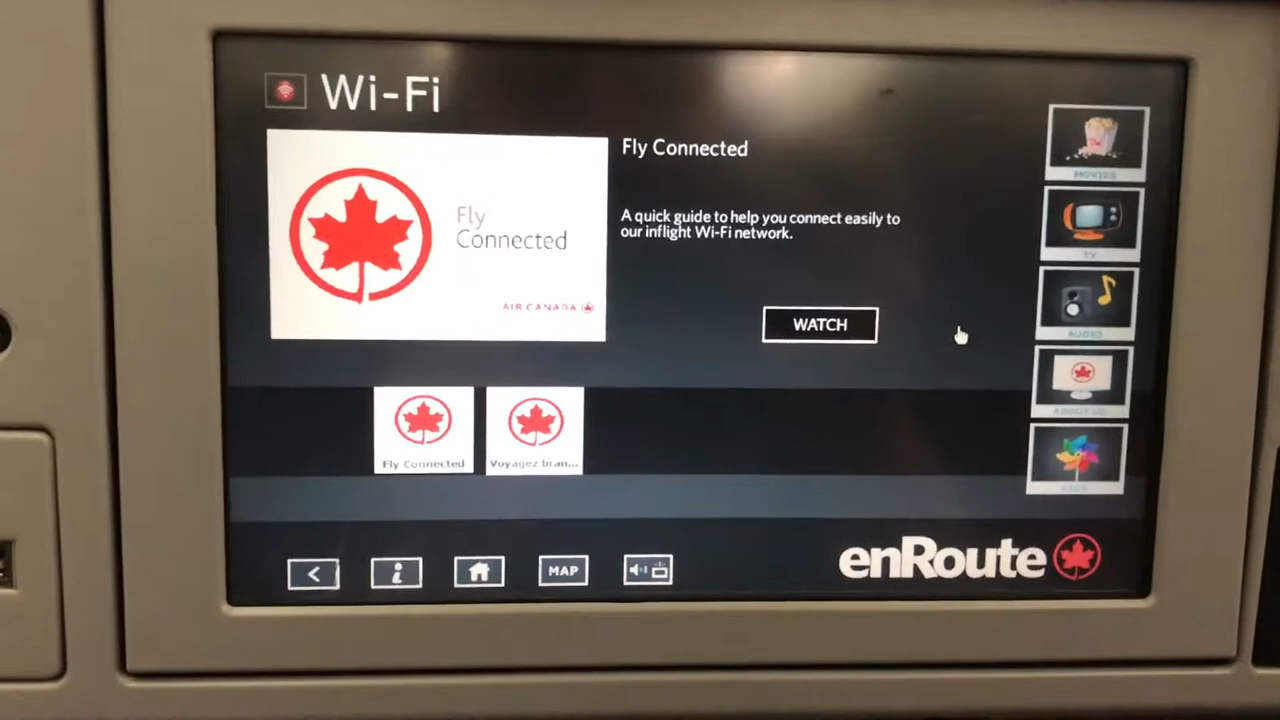 Wi-Fi
Fly Connected
Fly
Connected
AIR CANADA
A quick guide to help you connect easily to
our inflight Wi-Fi network.
WATCH
MOVIES
TV
AUDIO
ABOUT US
Fly Connected
Voyagez bran...
MAP
enRoute